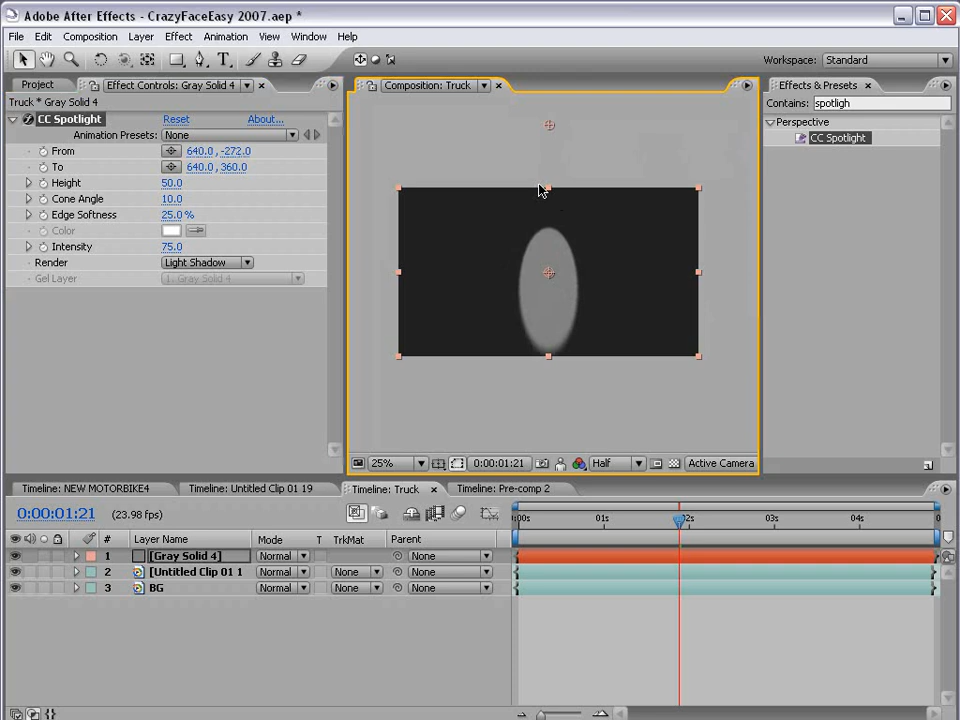 Adobe After Effects - CrazyFaceEasy 2007.aep *
File Edit Composition Layer Effect Animation View Window Help
Workspace: Standard
Project Effect Controls: Gray Solid 4
Composition: Truck
Effects & Presets
Truck * Gray Solid 4
Contains: spotligh
CC Spotlight Reset About...
Perspective
Animation Presets: None
CC Spotlight
From 640.0, -272.0
To 640.0, 360.0
Height 50.0
Cone Angle 10.0
Edge Softness 25.0 %
Color
Intensity 75.0
Render Light Shadow
Gel Layer 1. Gray Solid 4
25% 0:00:01:21 Half Active Camera
Timeline: NEW MOTORBIKE4 Timeline: Untitled Clip 01 19 Timeline: Truck Timeline: Pre-comp 2
0:00:01:21 (23.98 fps)
:00s 01s 02s 03s 04s 0
# Layer Name Mode T TrkMat Parent
1 [Gray Solid 4] Normal None
2 [Untitled Clip 01 1 Normal None None
3 BG Normal None None